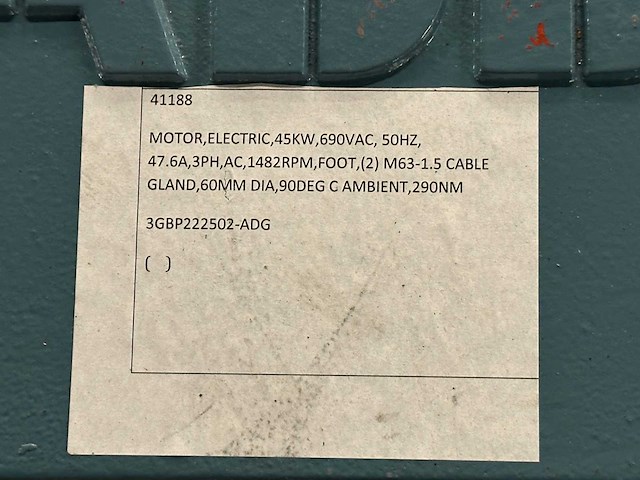 41188
MOTOR,ELECTRIC,45KW,690VAC, 50HZ,
47.6A,3PH,AC,1482RPM,FOOT,(2) M63-1.5 CABLE
GLAND,60MM DIA,90DEG C AMBIENT,290NM
3GBP222502-ADG
( )